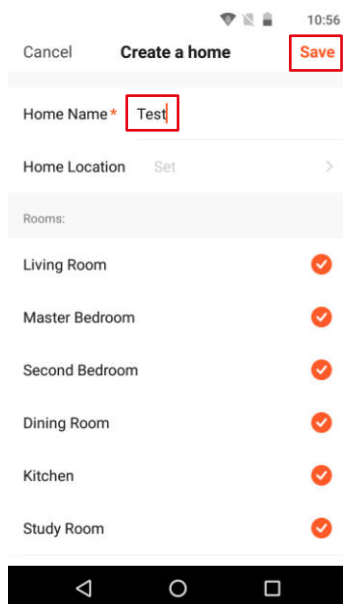 10:56
Cancel Create a home Save
Home Name* Test
Home Location Set
Rooms:
Living Room
Master Bedroom
Second Bedroom
Dining Room
Kitchen
Study Room